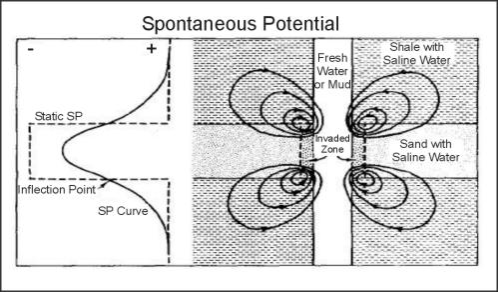 Spontaneous Potential
- +
Static SP
Inflection Point
SP Curve
Fresh
Water
or Mud
Shale with
Saline Water
Invaded
Zone
Sand with
Saline Water